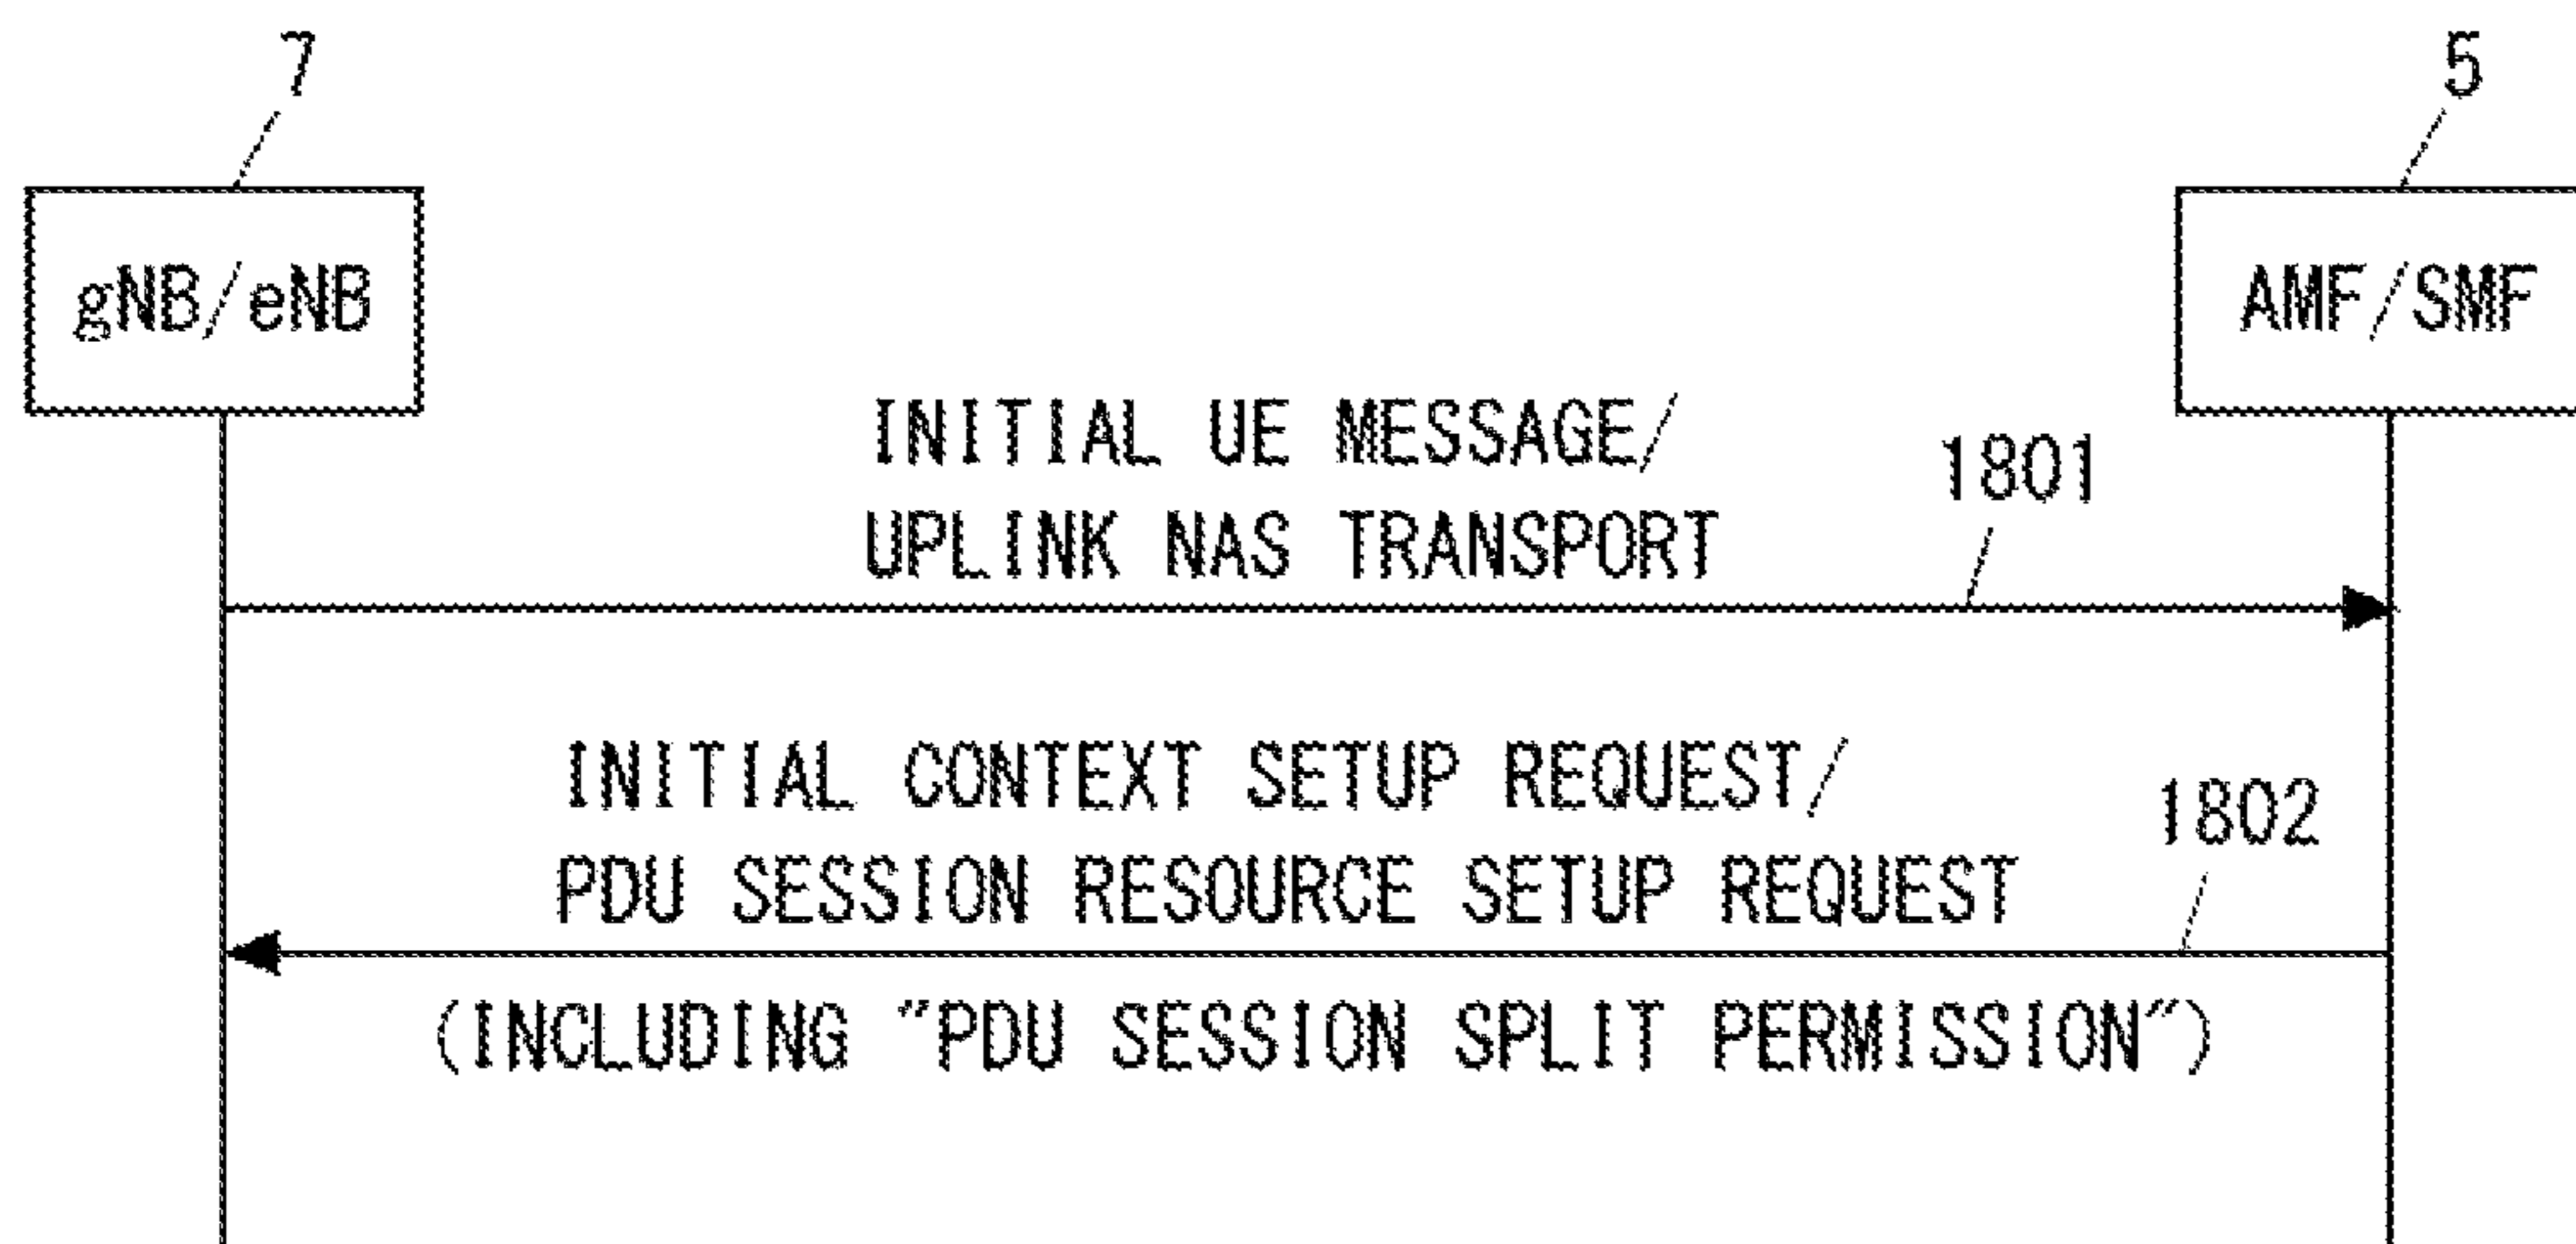 7
5
gNB/eNB
AMF/SMF
INITIAL UE MESSAGE/
UPLINK NAS TRANSPORT
1801
INITIAL CONTEXT SETUP REQUEST/
PDU SESSION RESOURCE SETUP REQUEST
1802
(INCLUDING "PDU SESSION SPLIT PERMISSION")